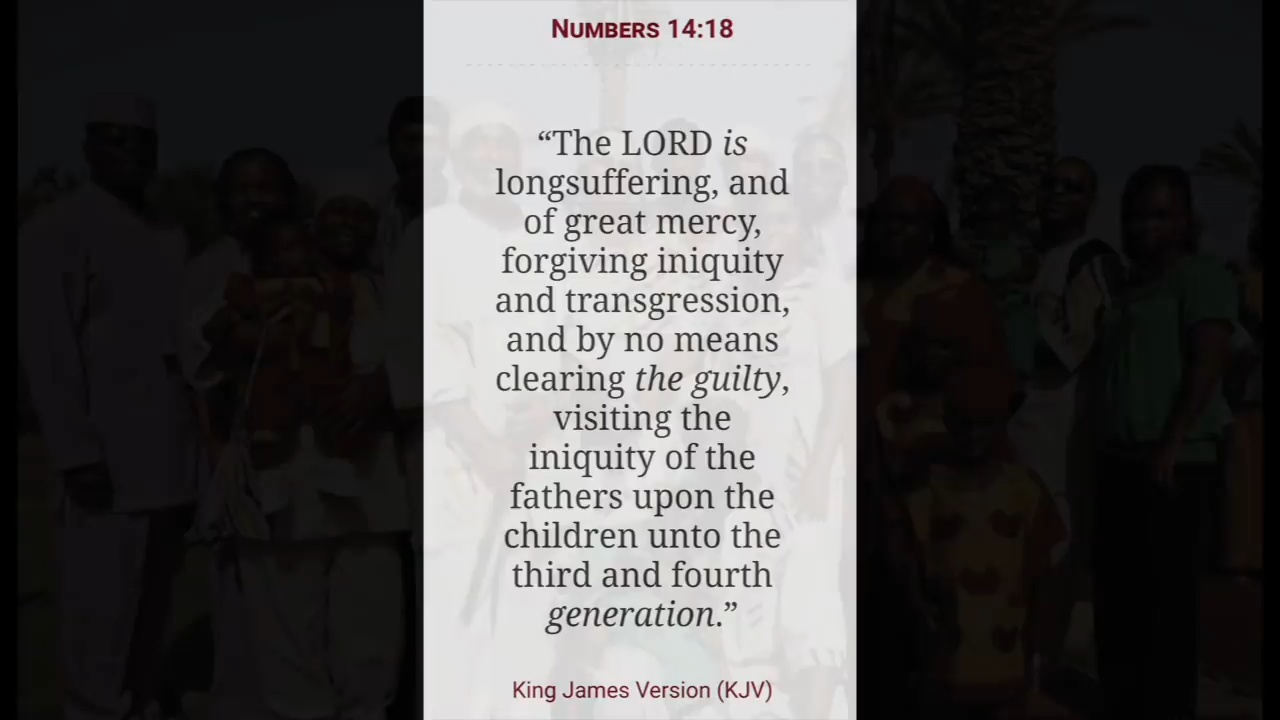 Numbers 14:18
“The LORD is
longsuffering, and
of great mercy,
forgiving iniquity
and transgression,
and by no means
clearing the guilty,
visiting the
iniquity of the
fathers upon the
children unto the
third and fourth
generation.”
King James Version (KJV)